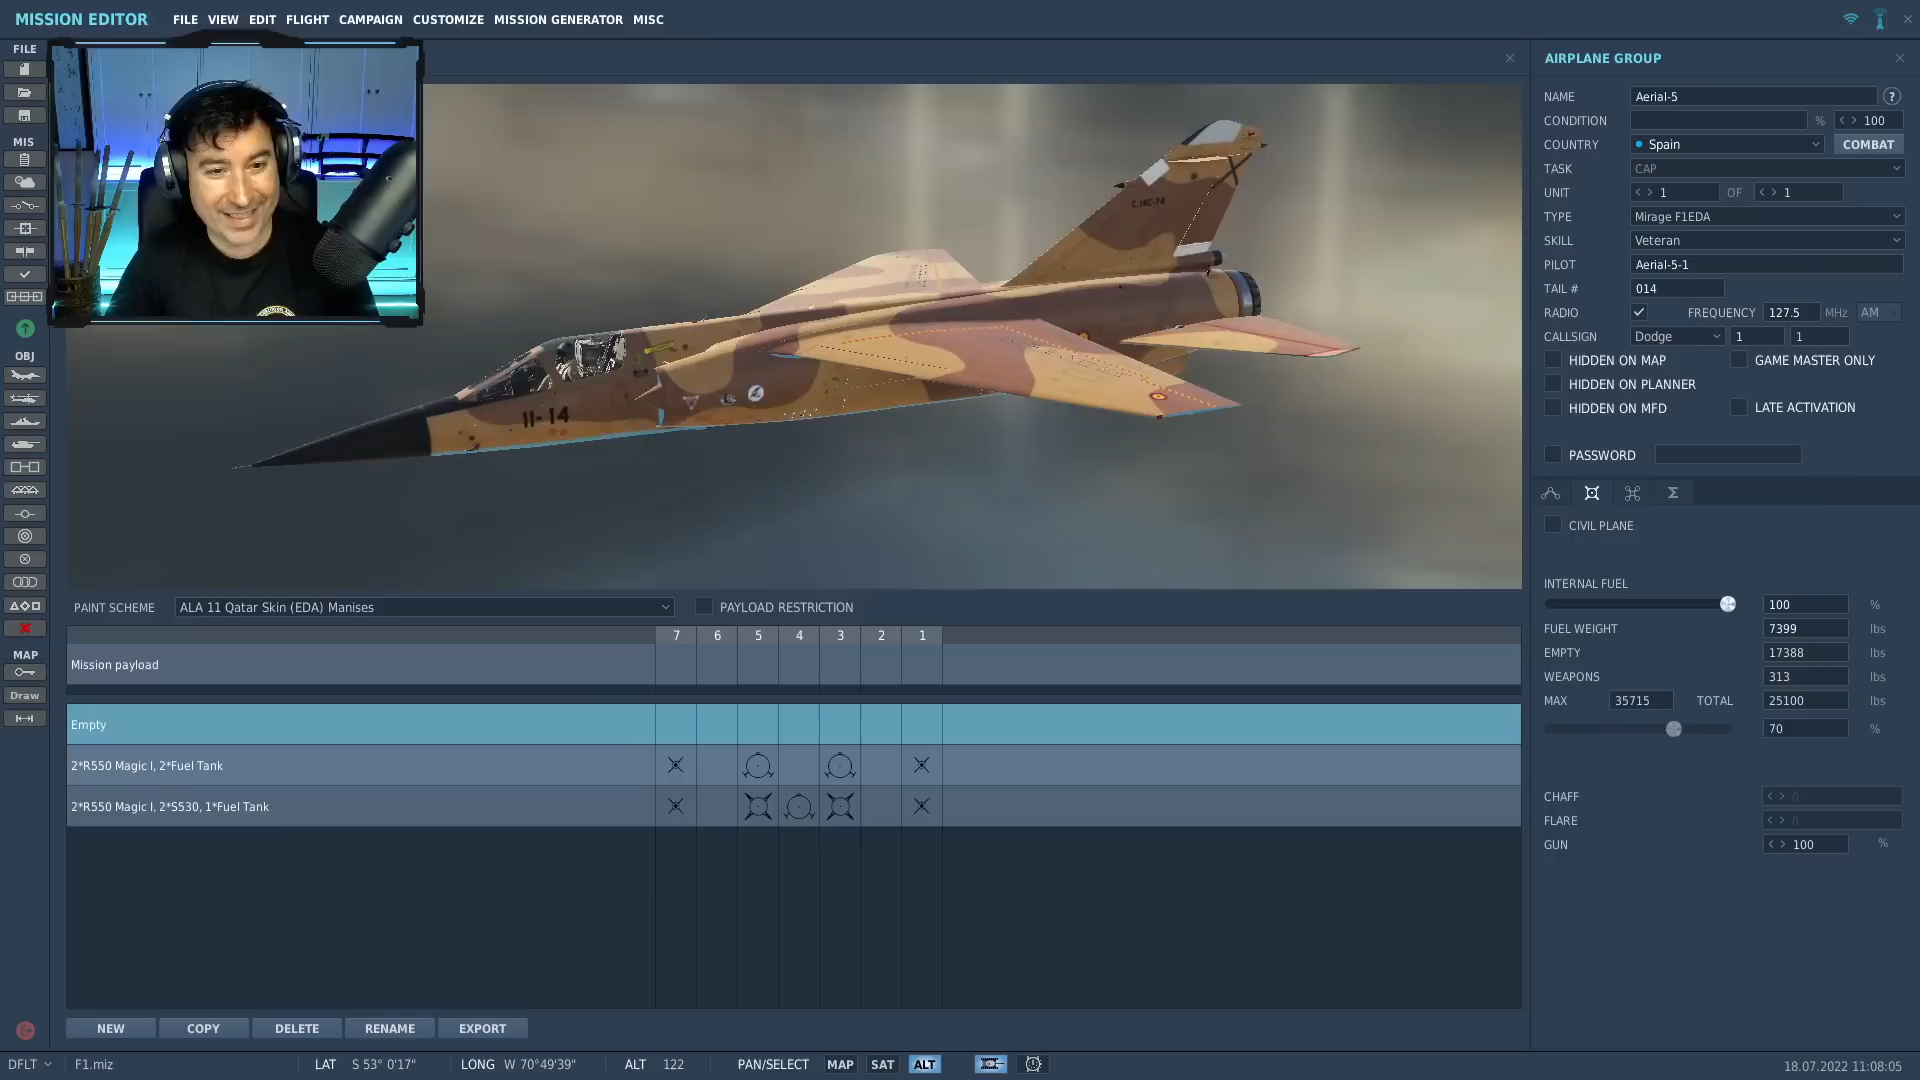 MISSION EDITOR FILE VIEW EDIT FLIGHT CAMPAIGN CUSTOMIZE MISSION GENERATOR MISC
FILE
MIS
OBJ
MAP
Draw
C.14C-74
11-14
PAINT SCHEME ALA 11 Qatar Skin (EDA) Manises PAYLOAD RESTRICTION
7 6 5 4 3 2 1
Mission payload
Empty
2*R550 Magic I, 2*Fuel Tank
2*R550 Magic I, 2*S530, 1*Fuel Tank
NEW COPY DELETE RENAME EXPORT
AIRPLANE GROUP
NAME Aerial-5 ?
CONDITION % < > 100
COUNTRY Spain COMBAT
TASK CAP
UNIT < > 1 OF < > 1
TYPE Mirage F1EDA
SKILL Veteran
PILOT Aerial-5-1
TAIL # 014
RADIO FREQUENCY 127.5 MHz AM
CALLSIGN Dodge 1 1
HIDDEN ON MAP GAME MASTER ONLY
HIDDEN ON PLANNER
HIDDEN ON MFD LATE ACTIVATION
PASSWORD
CIVIL PLANE
INTERNAL FUEL
100 %
FUEL WEIGHT 7399 lbs
EMPTY 17388 lbs
WEAPONS 313 lbs
MAX 35715 TOTAL 25100 lbs
70 %
CHAFF < > 0
FLARE < > 0
GUN < > 100 %
DFLT F1.miz LAT S 53° 0'17" LONG W 70°49'39" ALT 122 PAN/SELECT MAP SAT ALT 18.07.2022 11:08:05